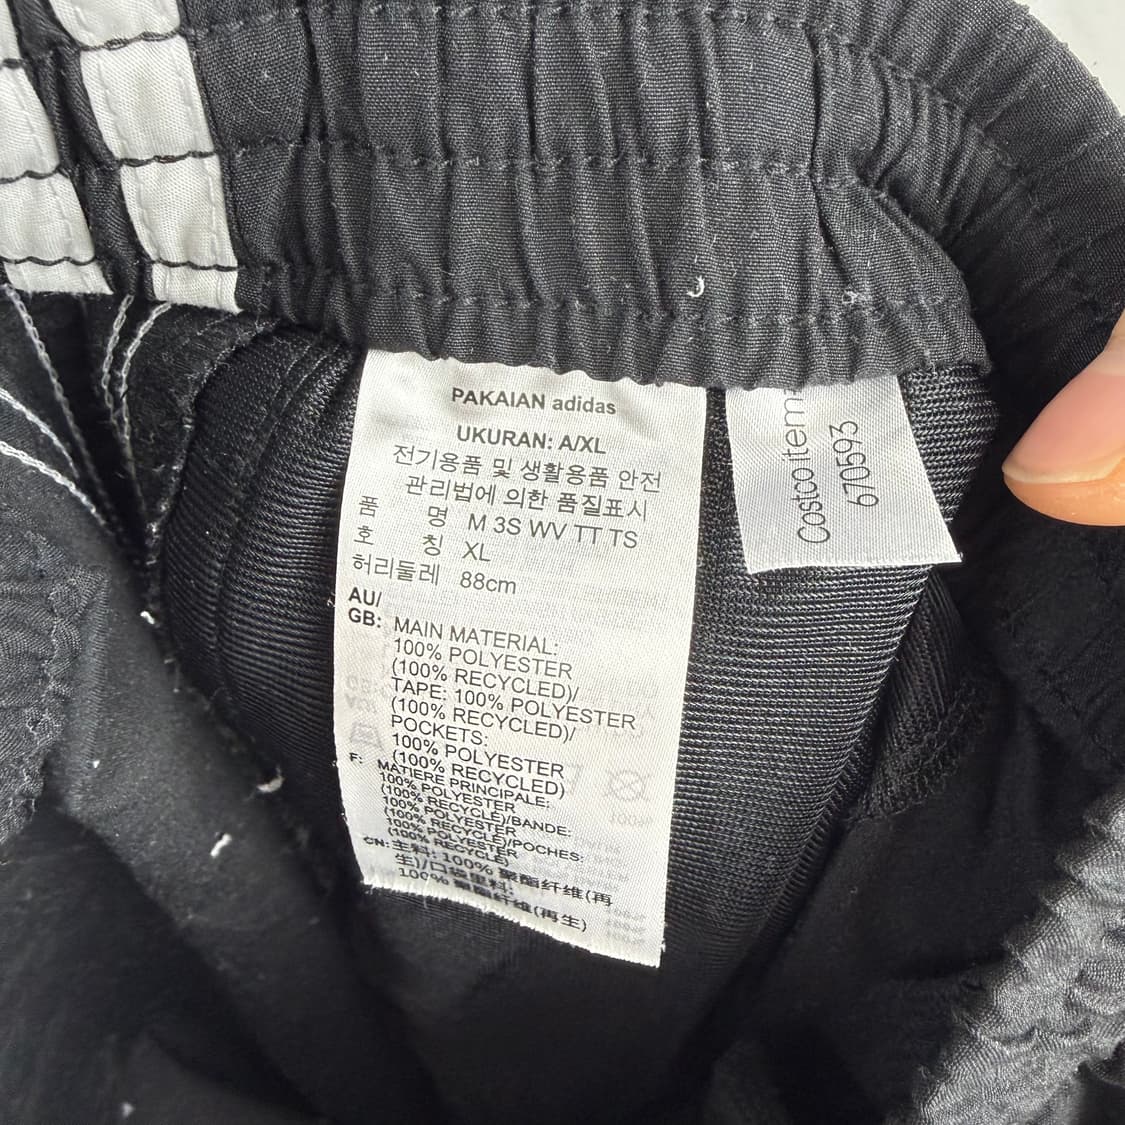 PAKAIAN adidas
UKURAN: A/XL
전기용품 및 생활용품 안전
관리법에 의한 품질표시
품 명 M 3S WV TT TS
호 칭 XL
허리둘레 88cm
AU/
GB: MAIN MATERIAL:
100% POLYESTER
(100% RECYCLED)/
TAPE: 100% POLYESTER
(100% RECYCLED)/
POCKETS:
100% POLYESTER
(100% RECYCLED)
F: MATIERE PRINCIPALE:
100% POLYESTER
(100% RECYCLÉ)/BANDE:
100% POLYESTER
(100% RECYCLÉ)/POCHES:
100% POLYESTER
(100% RECYCLÉ)
CN: 主料: 100% 聚酯纤维(再
生)/口袋里料:
100% 聚酯纤维(再生)
Costco item#
670593